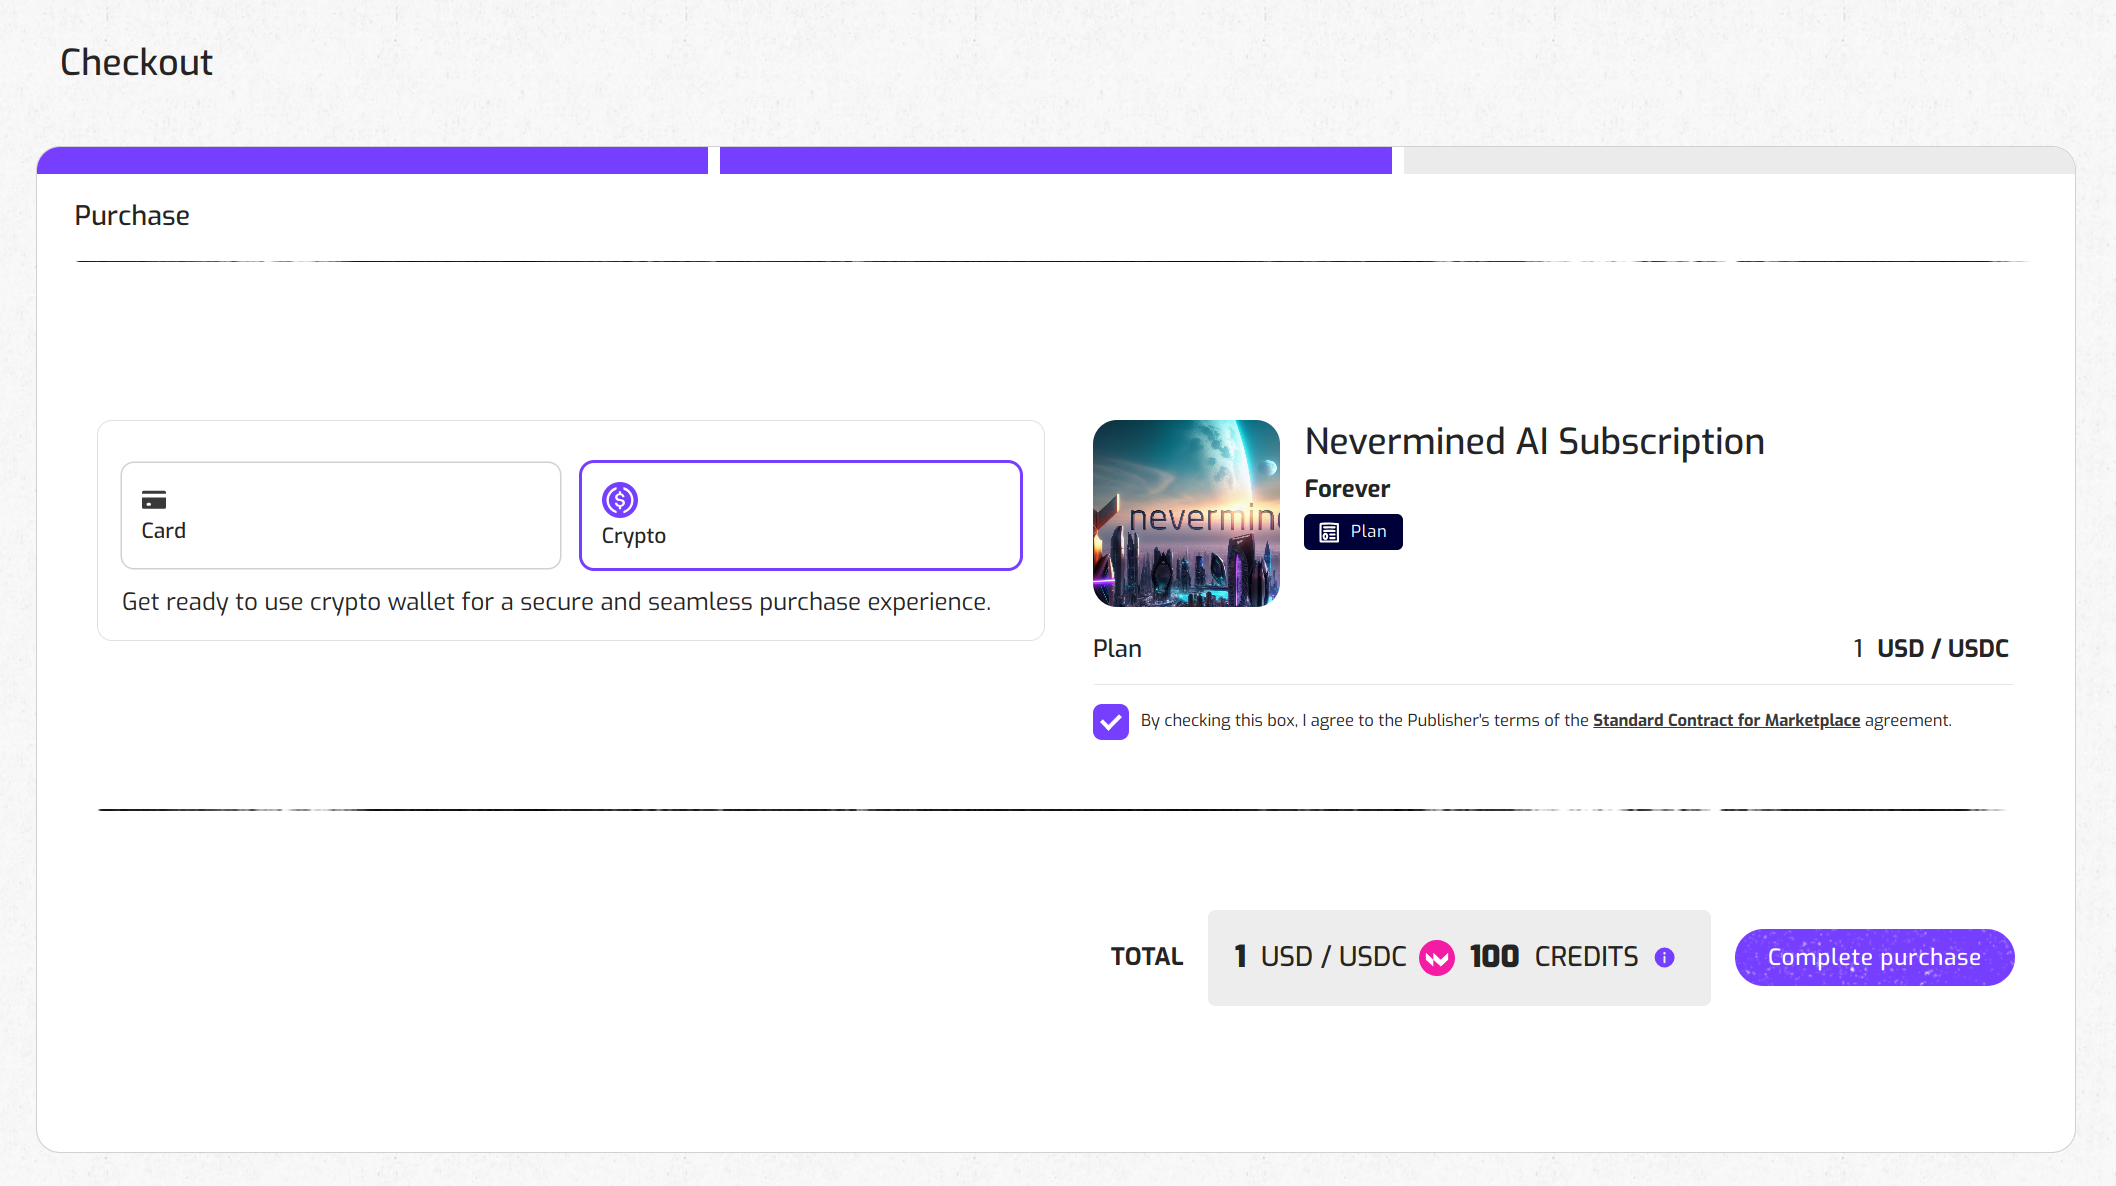 Checkout
Purchase
Card
Crypto
Get ready to use crypto wallet for a secure and seamless purchase experience.
nevermin
Nevermined AI Subscription
Forever
Plan
Plan 1 USD / USDC
By checking this box, I agree to the Publisher's terms of the Standard Contract for Marketplace agreement.
TOTAL 1 USD / USDC 100 CREDITS
Complete purchase